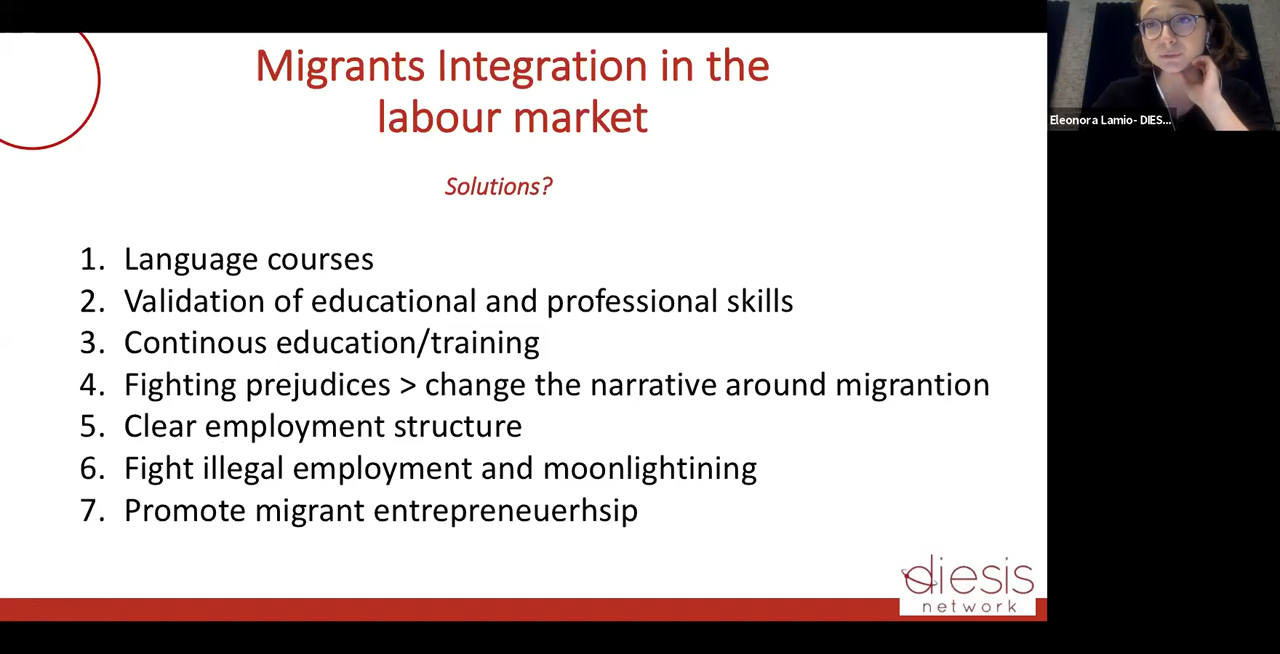 Migrants Integration in the
labour market
Solutions?
1. Language courses
2. Validation of educational and professional skills
3. Continous education/training
4. Fighting prejudices > change the narrative around migrantion
5. Clear employment structure
6. Fight illegal employment and moonlightining
7. Promote migrant entrepreneuerhsip
diesis
network
Eleonora Lamio- DIES...